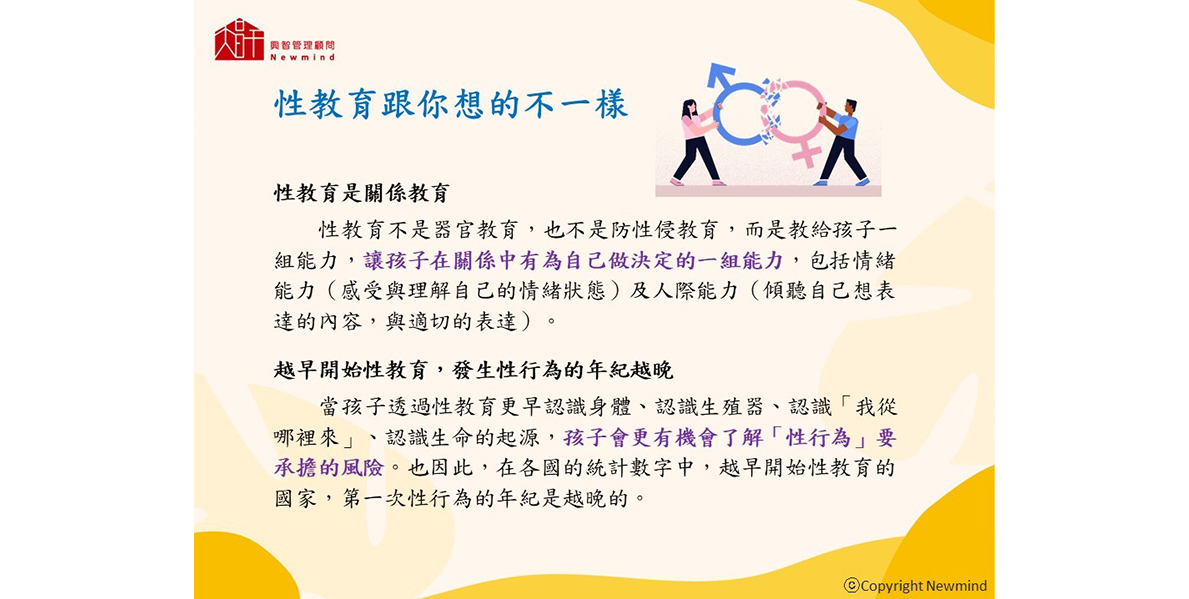 興智管理顧問
Newmind
性教育跟你想的不一樣
性教育是關係教育
性教育不是器官教育，也不是防性侵教育，而是教給孩子一
組能力，讓孩子在關係中有為自己做決定的一組能力，包括情緒
能力（感受與理解自己的情緒狀態）及人際能力（傾聽自己想表
達的內容，與適切的表達）。
越早開始性教育，發生性行為的年紀越晚
當孩子透過性教育更早認識身體、認識生殖器、認識「我從
哪裡來」、認識生命的起源，孩子會更有機會了解「性行為」要
承擔的風險。也因此，在各國的統計數字中，越早開始性教育的
國家，第一次性行為的年紀是越晚的。
ⓒCopyright Newmind